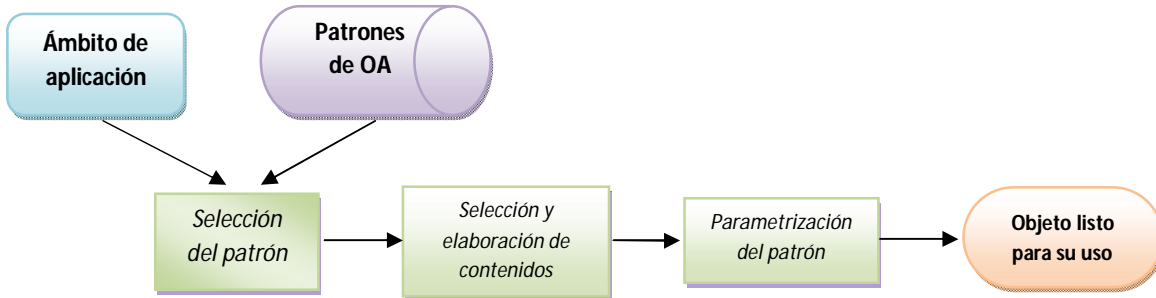 Ámbito de
aplicación
Patrones
de OA
Selección
del patrón
Selección y
elaboración de
contenidos
Parametrización
del patrón
Objeto listo
para su uso